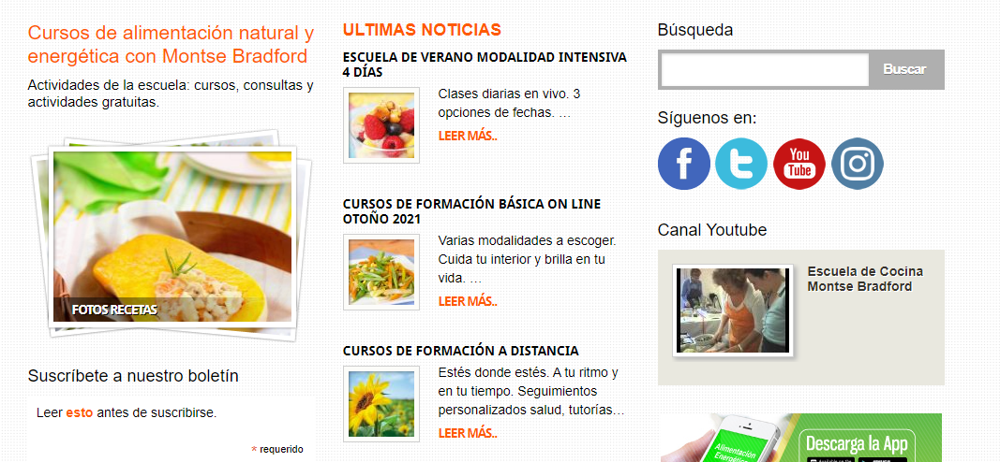 Cursos de alimentación natural y
energética con Montse Bradford
Actividades de la escuela: cursos, consultas y
actividades gratuitas.
FOTOS RECETAS
Suscríbete a nuestro boletín
Leer esto antes de suscribirse.
* requerido
ULTIMAS NOTICIAS
ESCUELA DE VERANO MODALIDAD INTENSIVA
4 DÍAS
Clases diarias en vivo. 3
opciones de fechas. …
LEER MÁS..
CURSOS DE FORMACIÓN BÁSICA ON LINE
OTOÑO 2021
Varias modalidades a escoger.
Cuida tu interior y brilla en tu
vida. …
LEER MÁS..
CURSOS DE FORMACIÓN A DISTANCIA
Estés donde estés. A tu ritmo y
en tu tiempo. Seguimientos
personalizados salud, tutorías…
LEER MÁS..
Búsqueda
Buscar
Síguenos en:
f
t
You
Tube
Canal Youtube
Escuela de Cocina
Montse Bradford
Alimentación
Energética
Descarga la App